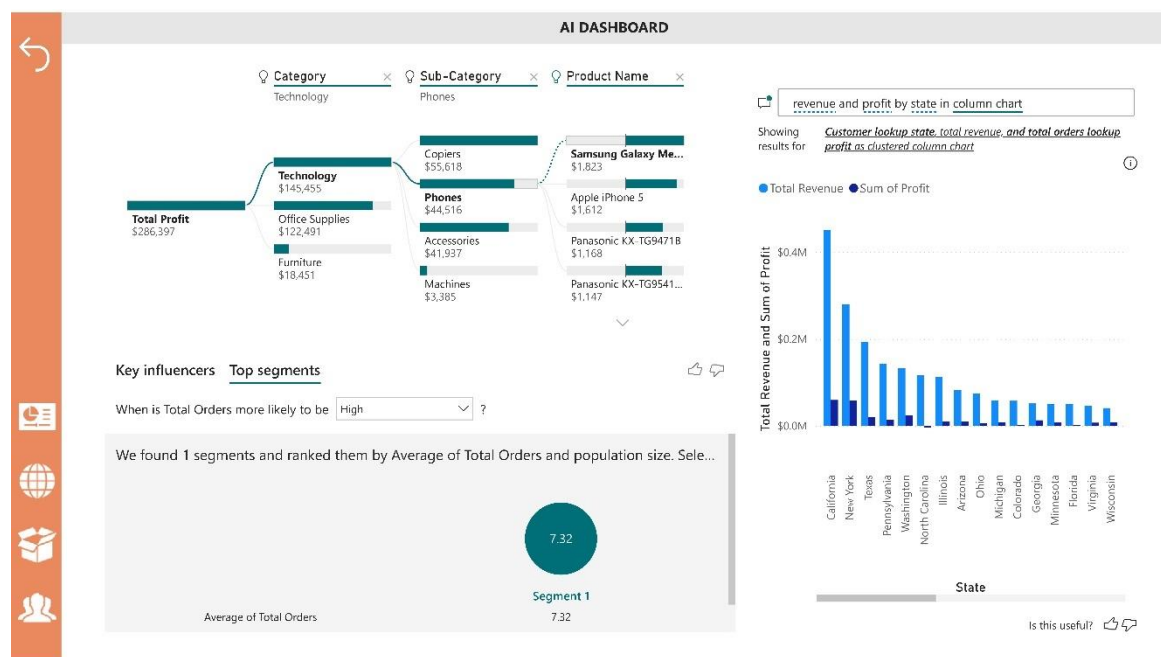 AI DASHBOARD
Category
Technology
Sub-Category
Phones
Product Name
Total Profit
$286,397
Technology
$145,455
Office Supplies
$122,491
Furniture
$18,451
Copiers
$55,618
Phones
$44,516
Accessories
$41,937
Machines
$3,385
Samsung Galaxy Me...
$1,823
Apple iPhone 5
$1,612
Panasonic KX-TG9471B
$1,168
Panasonic KX-TG9541...
$1,147
Key influencers Top segments
When is Total Orders more likely to be High ?
We found 1 segments and ranked them by Average of Total Orders and population size. Sele...
7.32
Segment 1
Average of Total Orders 7.32
revenue and profit by state in column chart
Showing results for
Customer lookup state, total revenue, and total orders lookup
profit as clustered column chart
Total Revenue Sum of Profit
Total Revenue and Sum of Profit
$0.4M
$0.2M
$0.0M
California
New York
Texas
Pennsylvania
Washington
North Carolina
Illinois
Arizona
Ohio
Michigan
Colorado
Georgia
Minnesota
Florida
Virginia
Wisconsin
State
Is this useful?